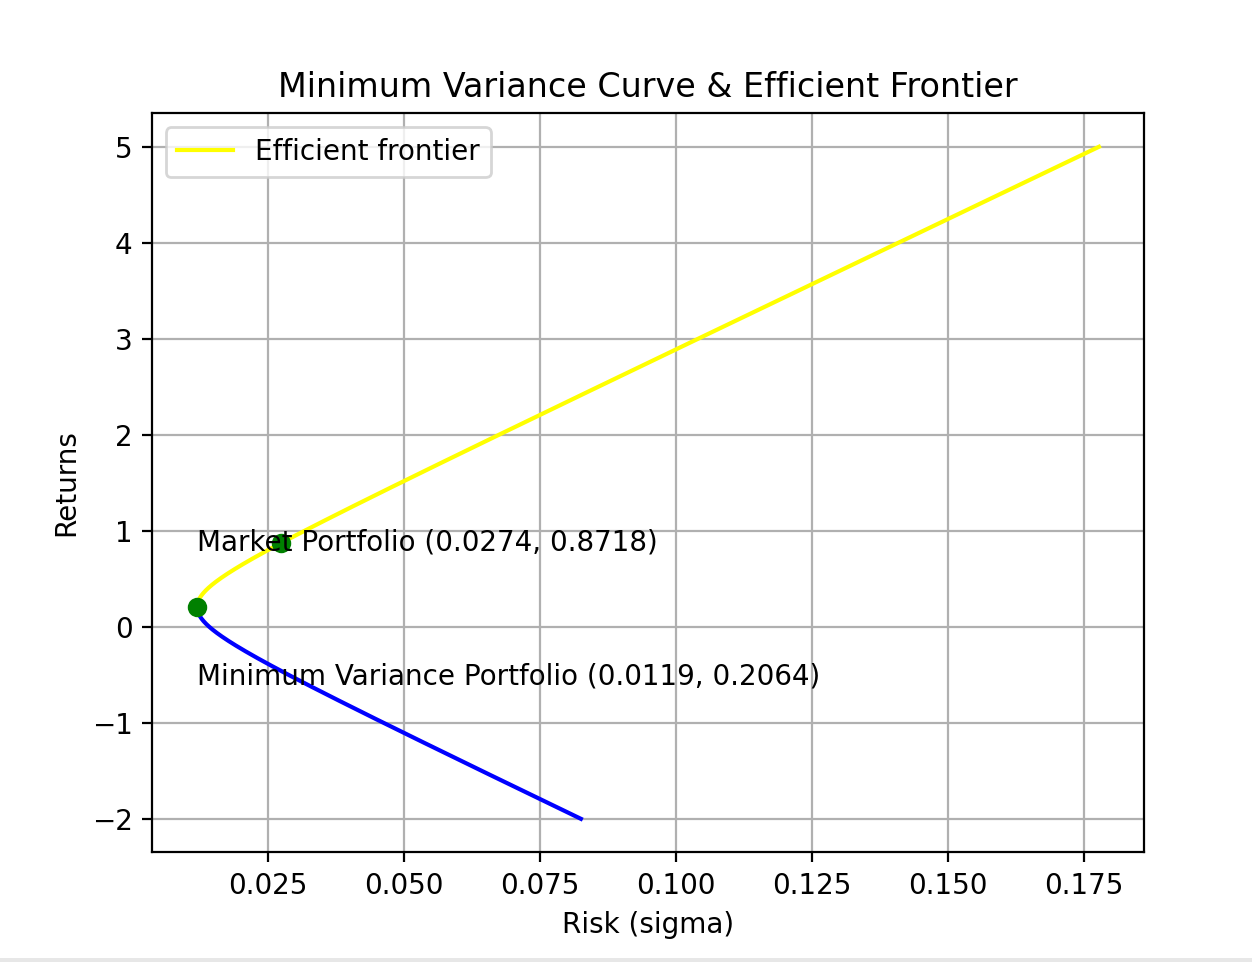 Minimum Variance Curve & Efficient Frontier
Efficient frontier
5
4
3
2
1
0
−1
−2
Returns
Market Portfolio (0.0274, 0.8718)
Minimum Variance Portfolio (0.0119, 0.2064)
0.025 0.050 0.075 0.100 0.125 0.150 0.175
Risk (sigma)